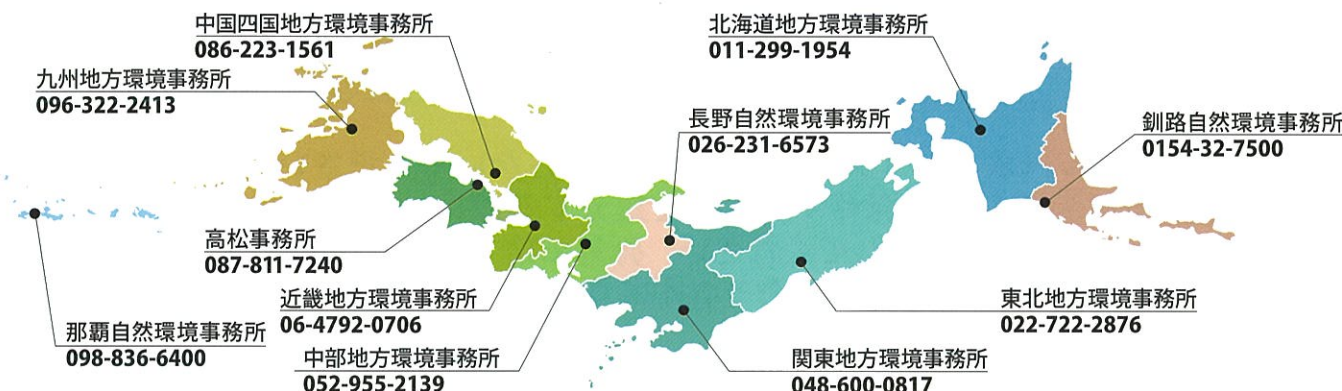 中国四国地方環境事務所
086-223-1561
北海道地方環境事務所
011-299-1954
九州地方環境事務所
096-322-2413
長野自然環境事務所
026-231-6573
釧路自然環境事務所
0154-32-7500
高松事務所
087-811-7240
近畿地方環境事務所
06-4792-0706
東北地方環境事務所
022-722-2876
那覇自然環境事務所
098-836-6400
中部地方環境事務所
052-955-2139
関東地方環境事務所
048-600-0817